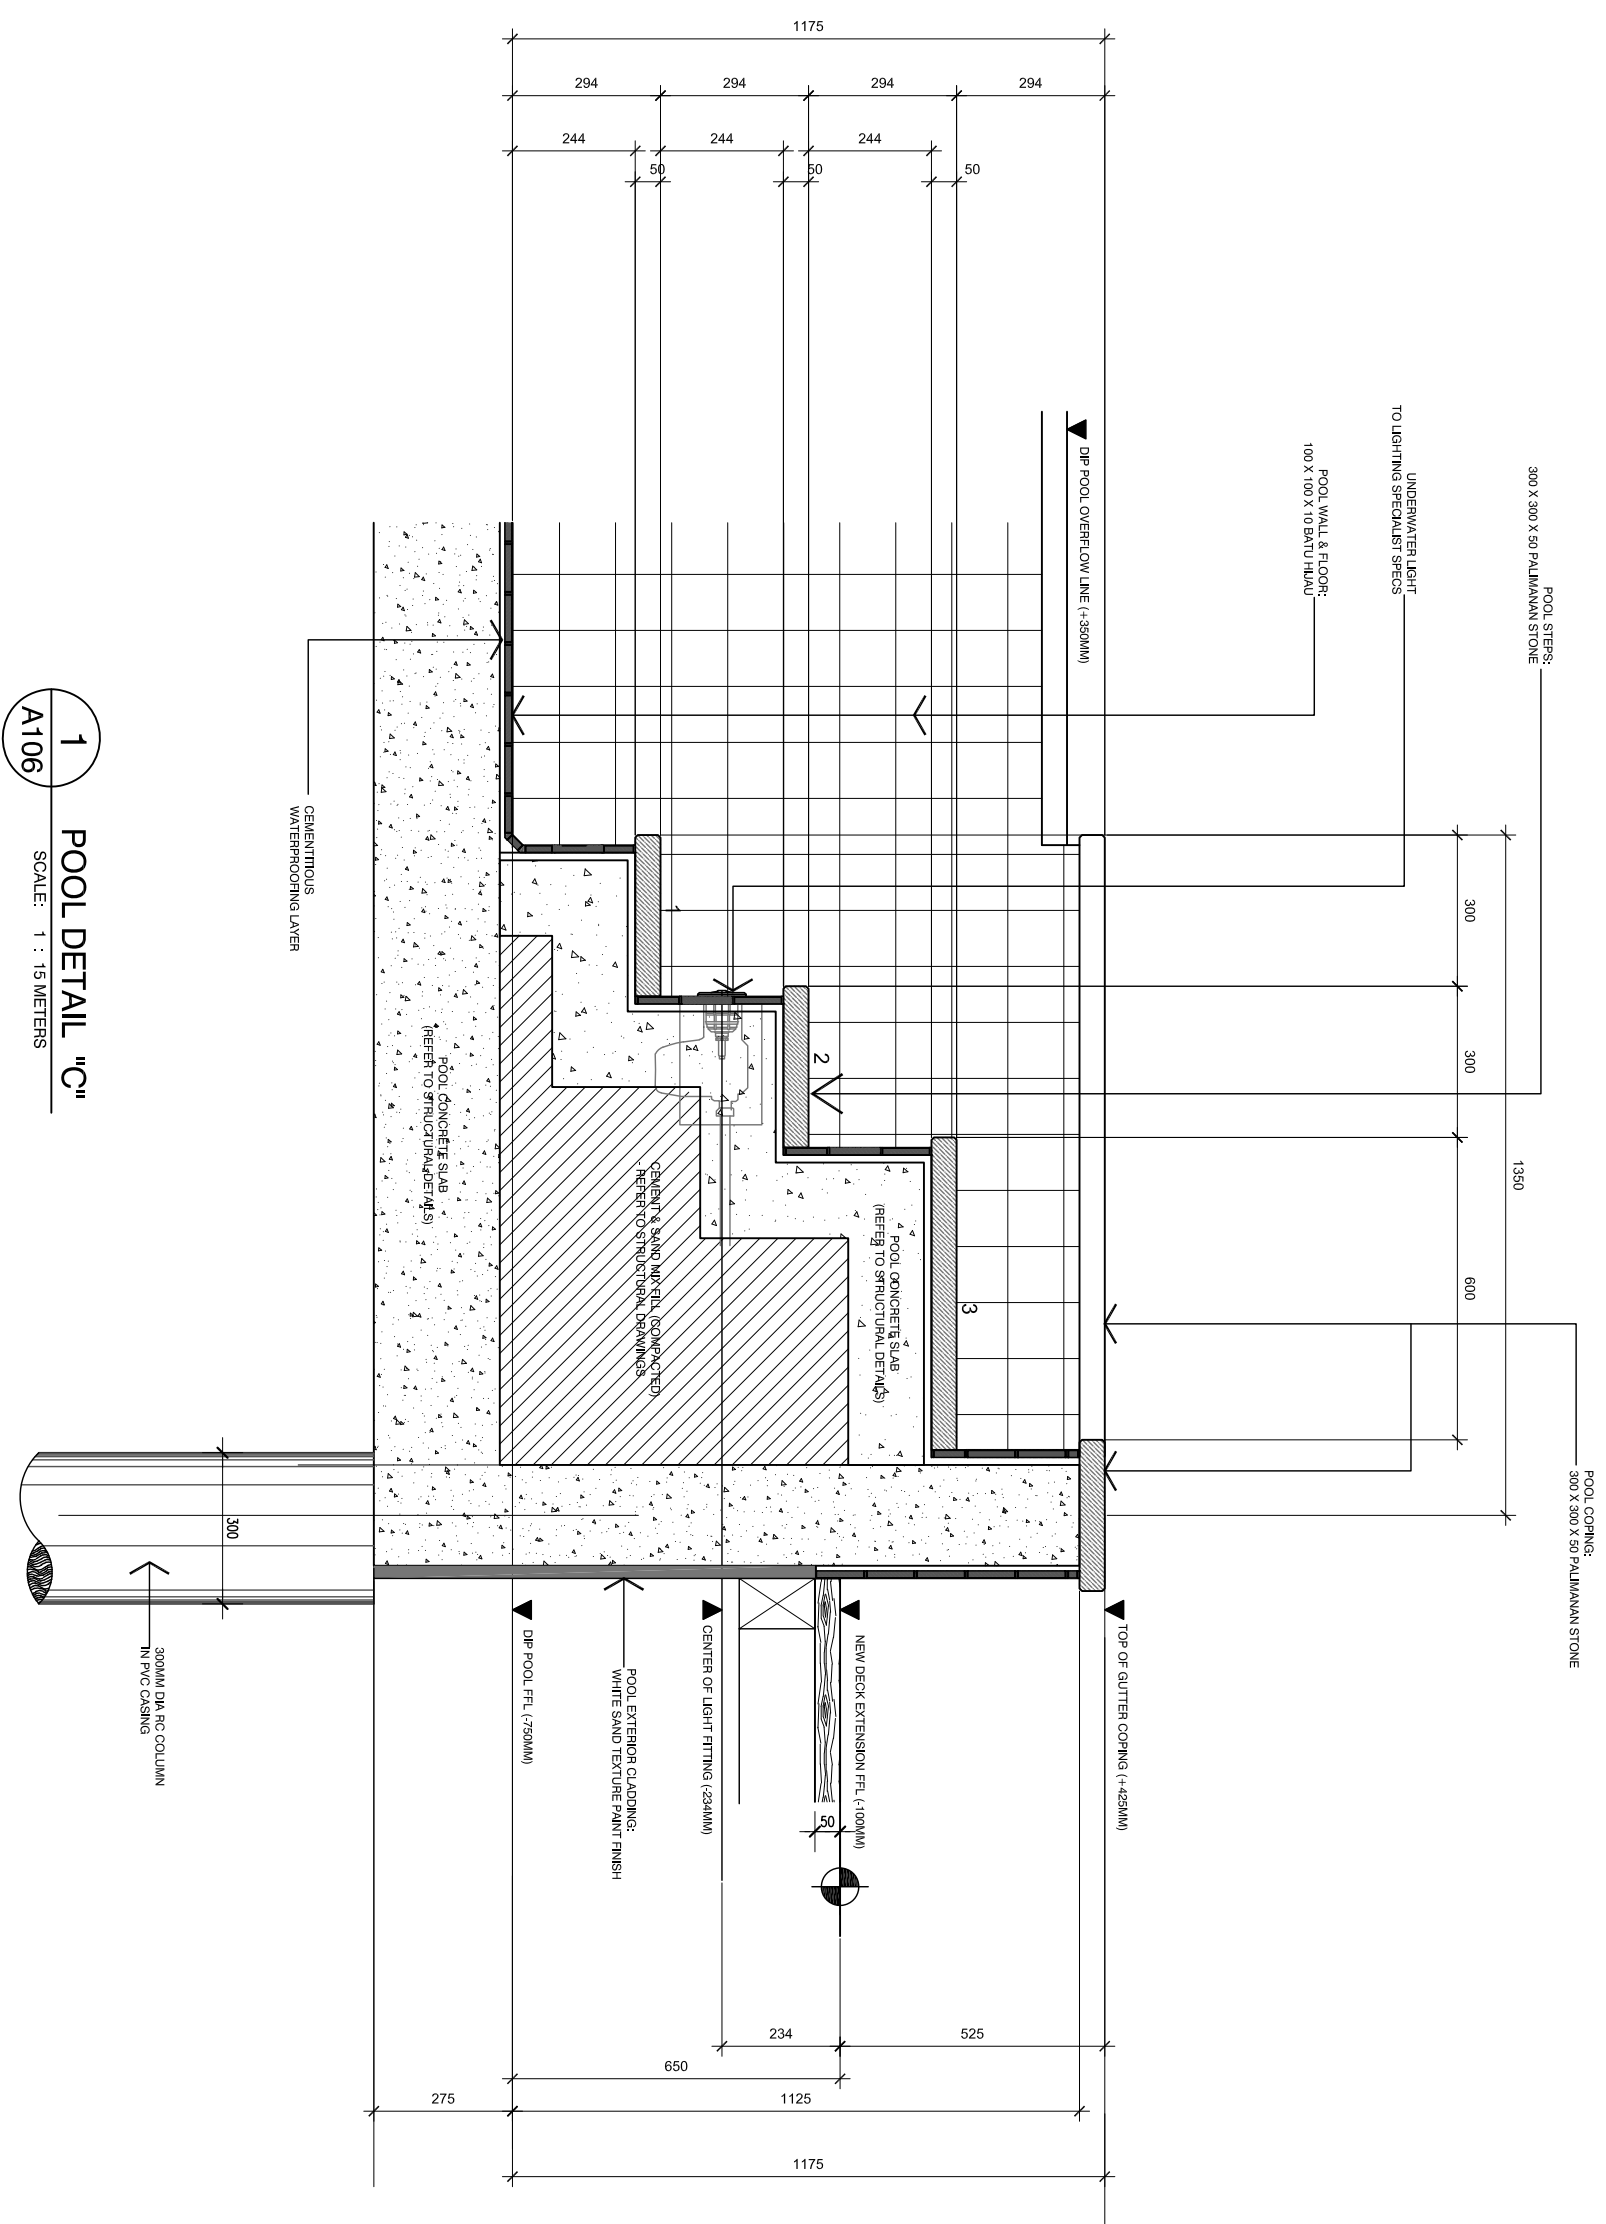 1175
294
294
294
294
244
244
244
50
50
50
DIP POOL OVERFLOW LINE (+350MM)
UNDERWATER LIGHT
TO LIGHTING SPECIALIST SPECS
POOL WALL & FLOOR:
100 X 100 X 10 BATU HIJAU
POOL STEPS:
300 X 300 X 50 PALIMANAN STONE
300
300
600
1350
POOL COPING:
300 X 300 X 50 PALIMANAN STONE
1
2
3
POOL CONCRETE SLAB
(REFER TO STRUCTURAL DETAILS)
CEMENT & SAND MIX FILL (COMPACTED)
- REFER TO STRUCTURAL DRAWINGS
POOL CONCRETE SLAB
(REFER TO STRUCTURAL DETAILS)
CEMENTITIOUS
WATERPROOFING LAYER
TOP OF GUTTER COPING (+425MM)
NEW DECK EXTENSION FFL (-100MM)
CENTER OF LIGHT FITTING (-234MM)
POOL EXTERIOR CLADDING:
WHITE SAND TEXTURE PAINT FINISH
DIP POOL FFL (-750MM)
50
300
300MM DIA RC COLUMN
IN PVC CASING
525
234
650
275
1125
1175
1
A106
POOL DETAIL "C"
SCALE: 1 : 15 METERS